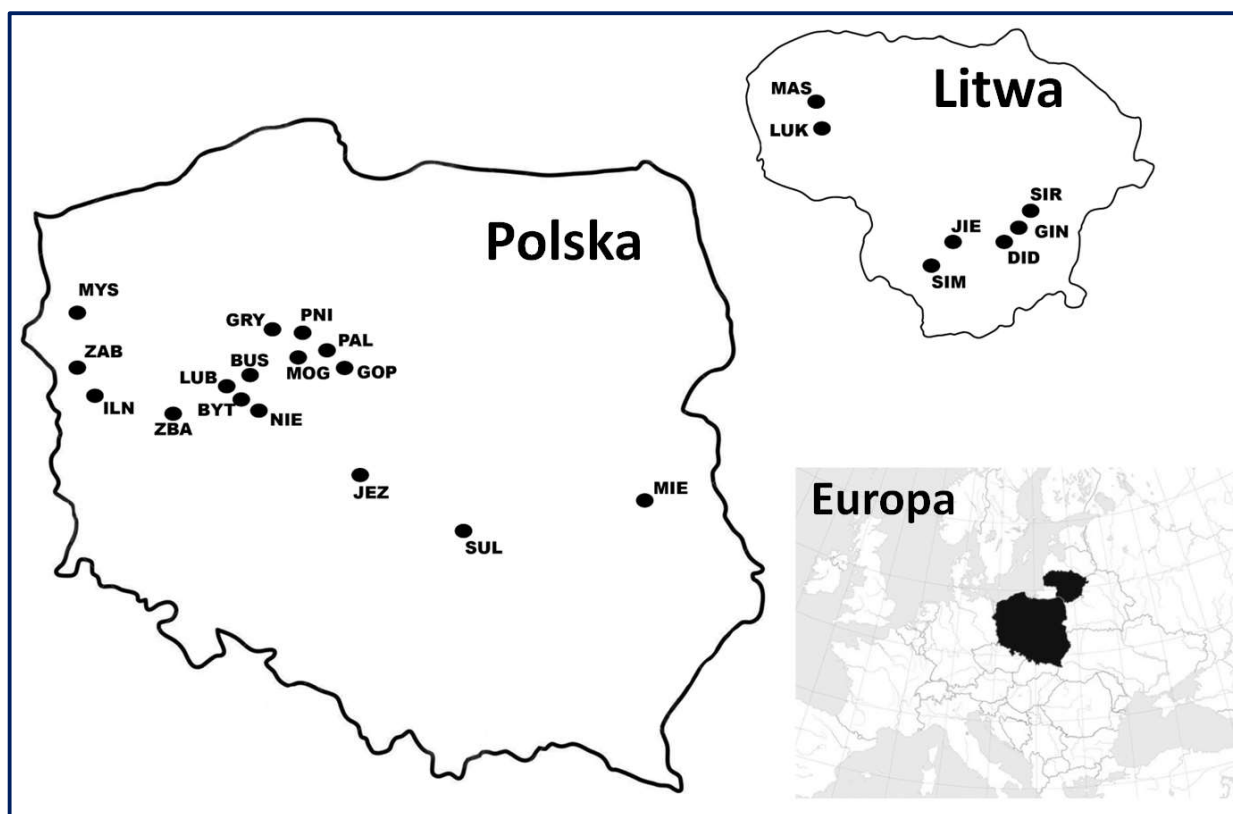 Polska
MYS
ZAB
ILN
ZBA
LUB
BUS
BYT
NIE
GRY
PNI
MOG
PAL
GOP
JEZ
SUL
MIE
Litwa
MAS
LUK
SIR
GIN
DID
JIE
SIM
Europa